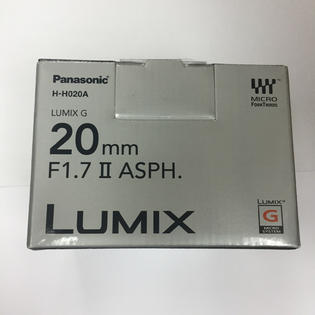 Panasonic
H-H020A
LUMIX G
20mm
F1.7 II ASPH.
LUMIX
MICRO
FOUR THIRDS
LUMIX
G
MICRO
SYSTEM